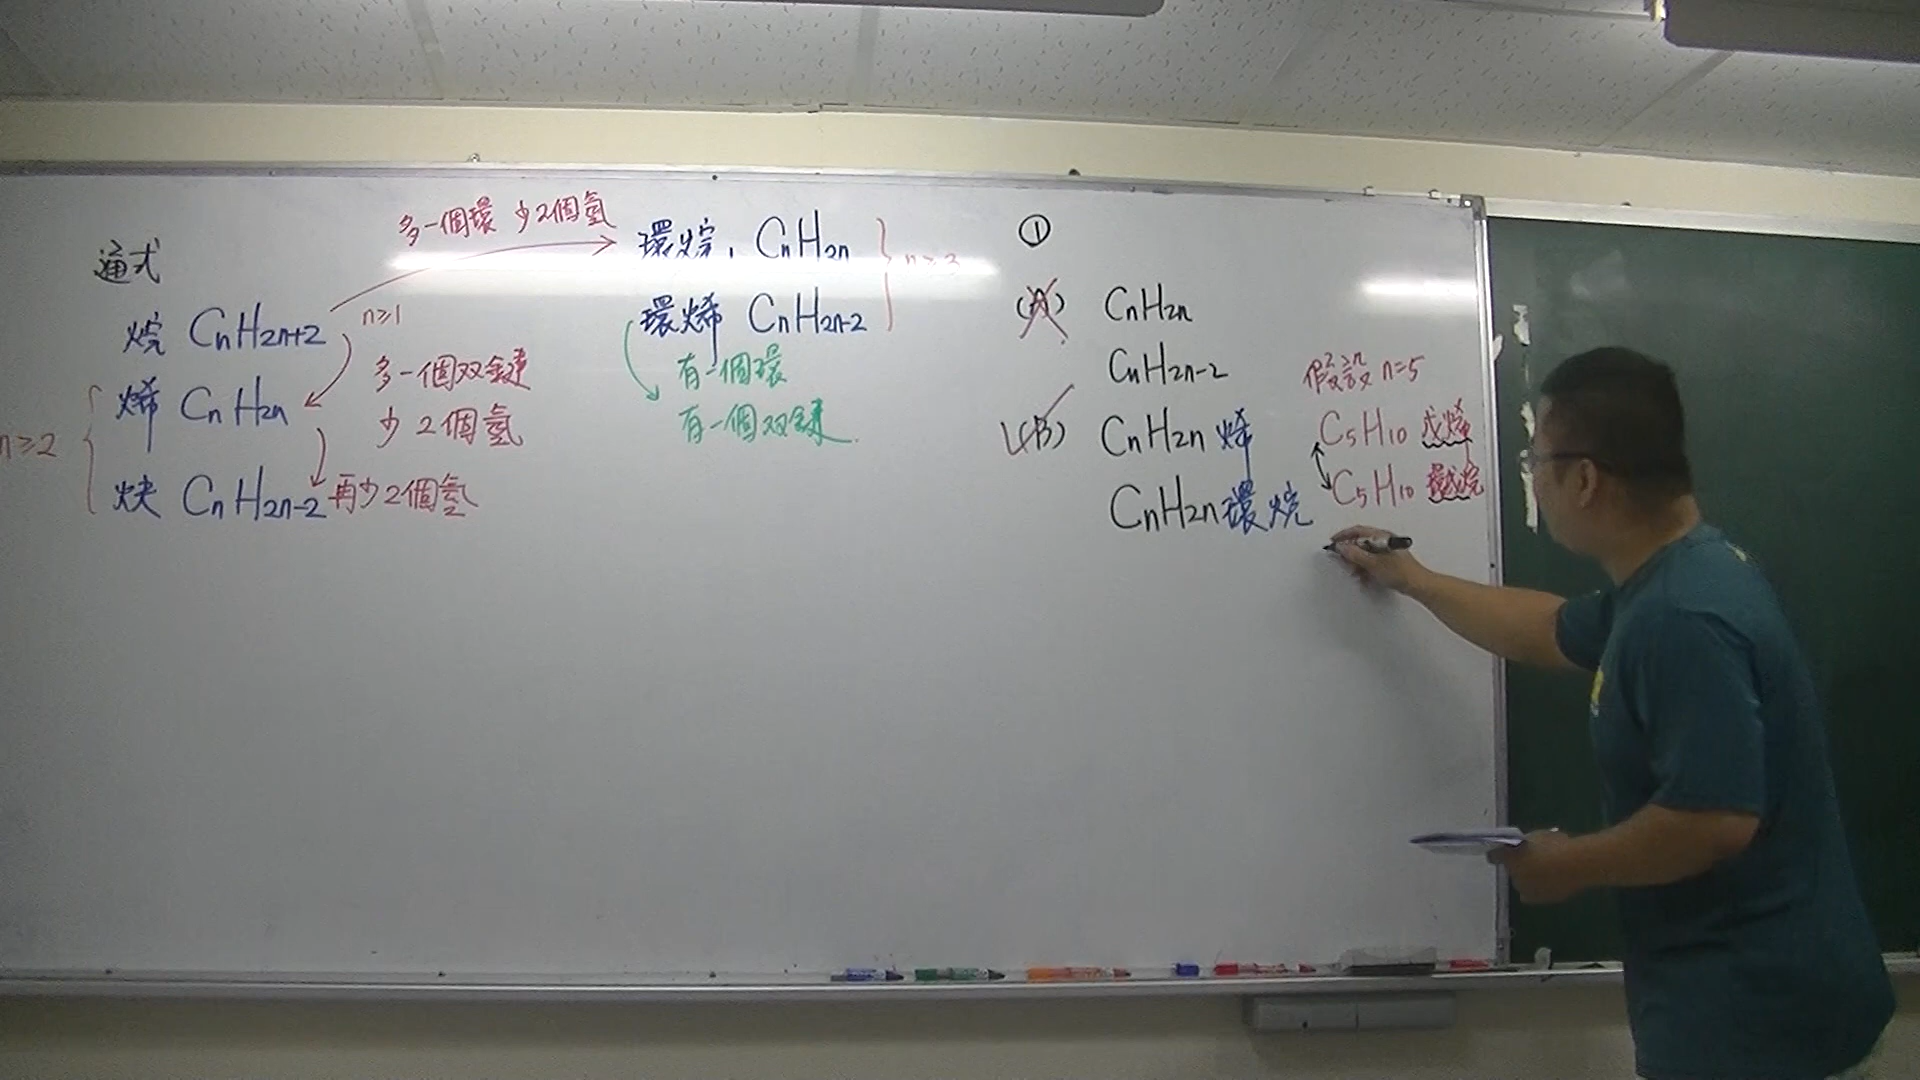 通式
烷 CnH2n+2 n≥1
多一個環 少2個氫
多一個双鍵
少2個氫
烯 CnH2n
n≥2
炔 CnH2n-2 再少2個氫
環烷, CnH2n
n≥3
環烯 CnH2n-2
有一個環
有一個双鍵
①
(A) CnH2n
CnH2n-2
(B) CnH2n 烯
CnH2n 環烷
假設 n=5
C5H10 戊烯
C5H10 環戊烷